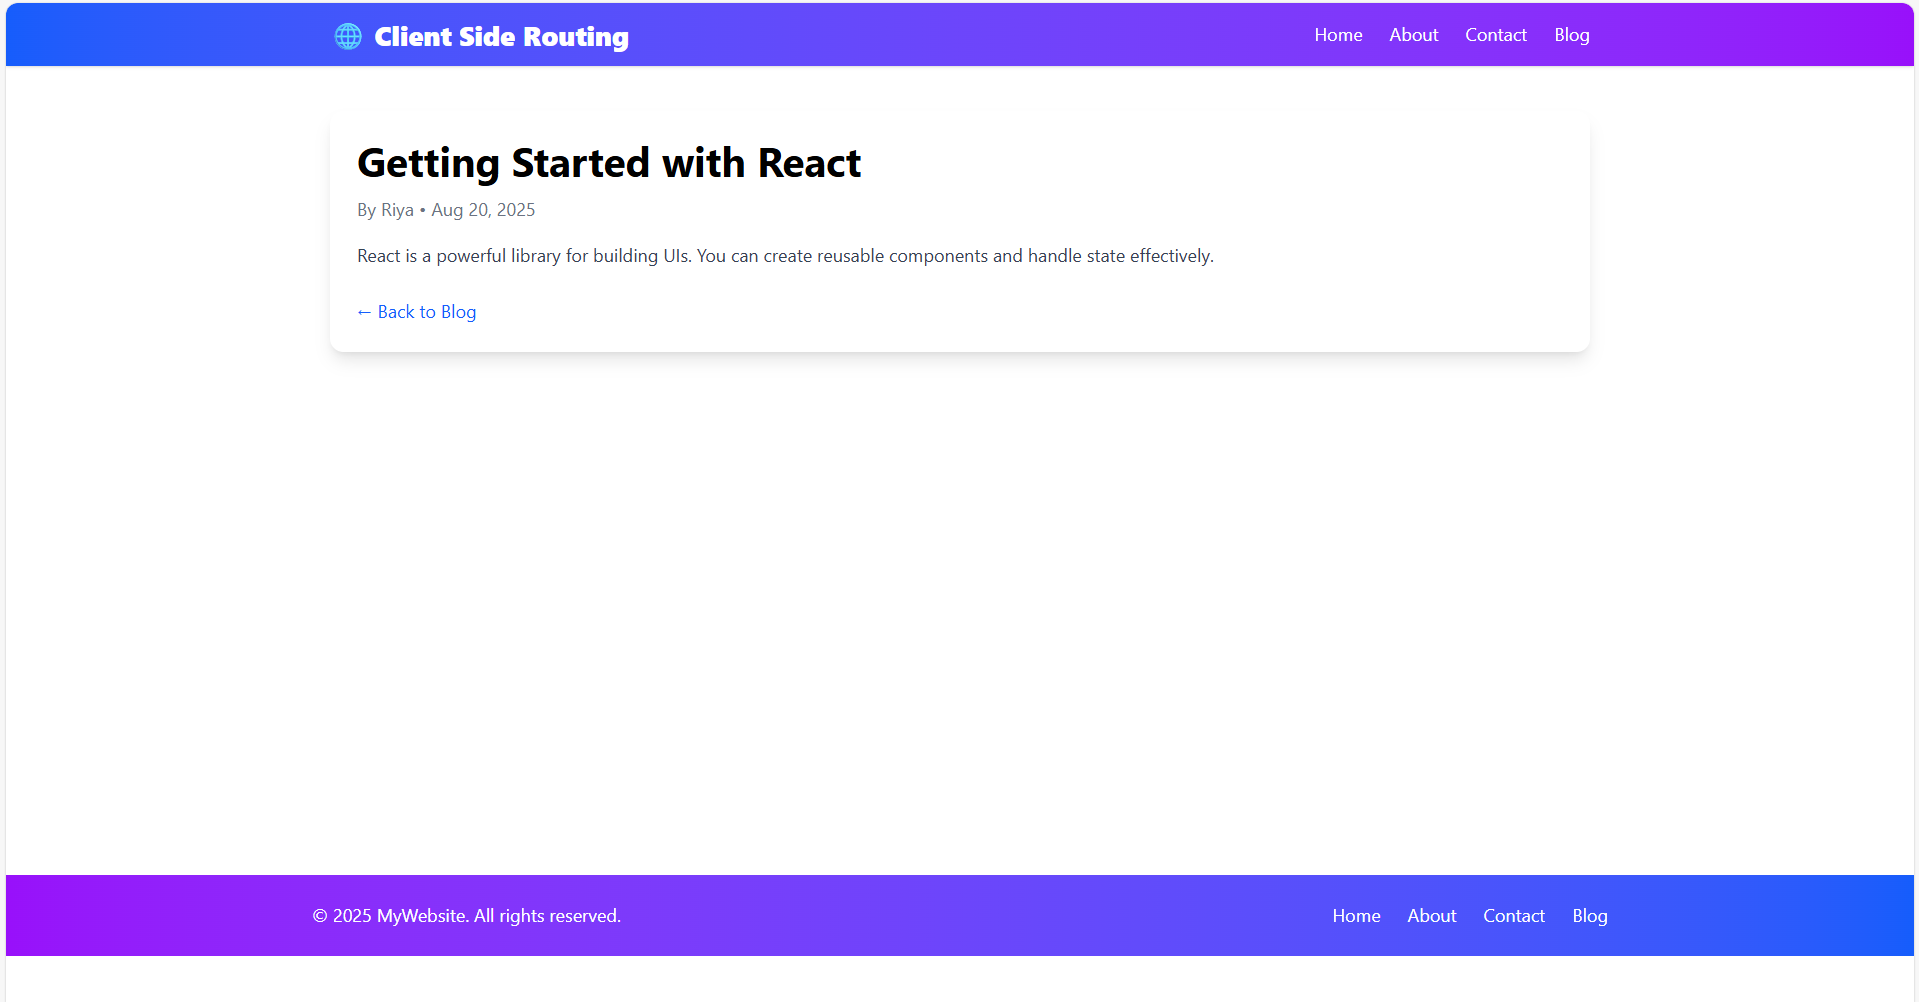 Client Side Routing
Home About Contact Blog
Getting Started with React
By Riya • Aug 20, 2025
React is a powerful library for building UIs. You can create reusable components and handle state effectively.
← Back to Blog
© 2025 MyWebsite. All rights reserved.
Home About Contact Blog